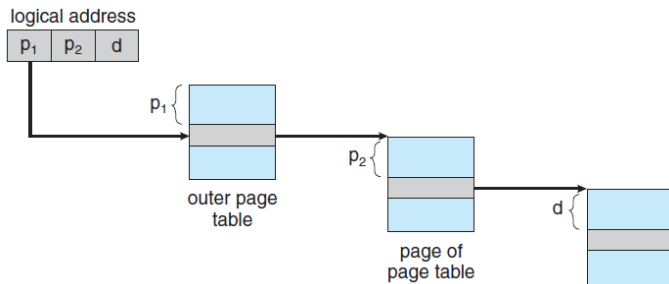 logical address
p₁ p₂ d
p₁
outer page
table
p₂
page of
page table
d